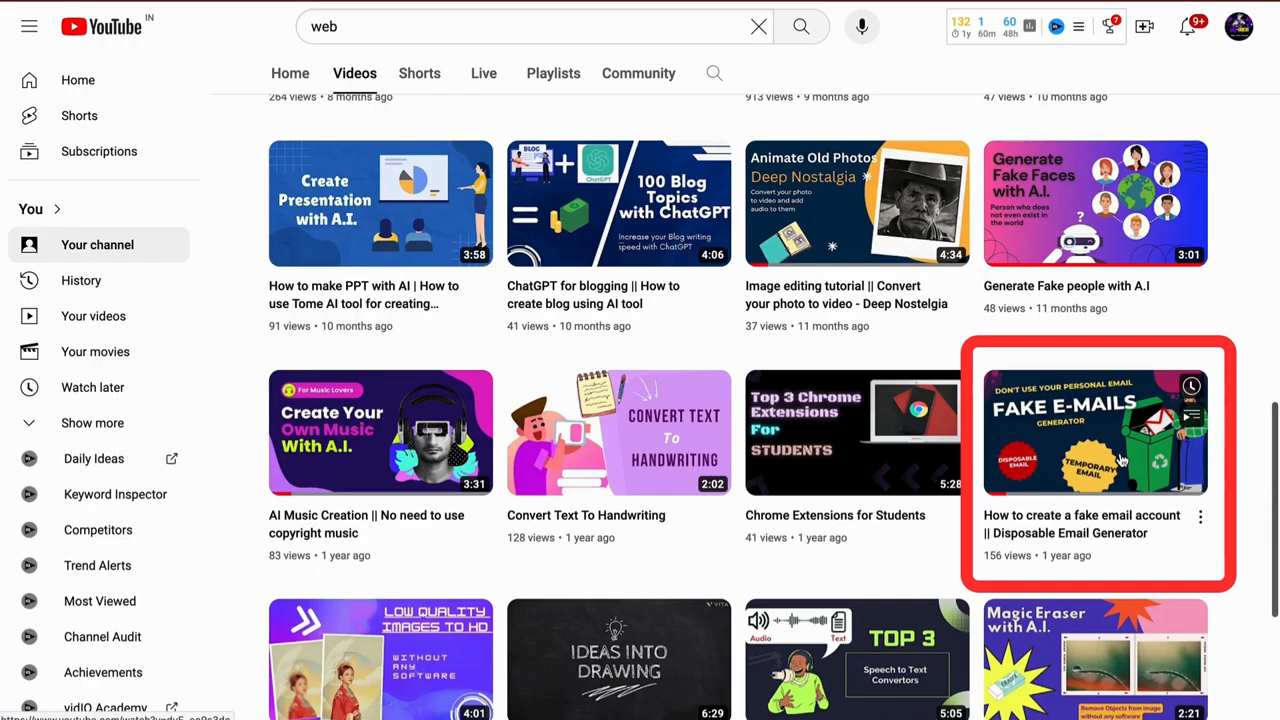 YouTube IN
web
132 1 60
1y 60m 48h
7
9+
Home Videos Shorts Live Playlists Community
Home
Shorts
Subscriptions
You
Your channel
History
Your videos
Your movies
Watch later
Show more
Daily Ideas
Keyword Inspector
Competitors
Trend Alerts
Most Viewed
Channel Audit
Achievements
vidIQ Academy
264 views • 8 months ago
913 views • 9 months ago
47 views • 10 months ago
Create
Presentation
with A.I.
3:58
How to make PPT with AI | How to
use Tome AI tool for creating...
91 views • 10 months ago
BLOG
ChatGPT
100 Blog
Topics
with ChatGPT
Increase your Blog writing
speed with ChatGPT
4:06
ChatGPT for blogging || How to
create blog using AI tool
41 views • 10 months ago
Animate Old Photos
Deep Nostalgia
Convert your photo
to video and add
audio to them
4:34
Image editing tutorial || Convert
your photo to video - Deep Nostalgia
37 views • 11 months ago
Generate
Fake Faces
with A.I.
Person who does
not even exist in
the world
?
3:01
Generate Fake people with A.I
48 views • 11 months ago
For Music Lovers
Create Your
Own Music
With A.I.
3:31
AI Music Creation || No need to use
copyright music
83 views • 1 year ago
CONVERT TEXT
To
HANDWRITING
2:02
Convert Text To Handwriting
128 views • 1 year ago
Top 3 Chrome
Extensions
For
STUDENTS
5:28
Chrome Extensions for Students
41 views • 1 year ago
DON'T USE YOUR PERSONAL EMAIL
FAKE E-MAILS
GENERATOR
DISPOSABLE
EMAIL
TEMPORARY
EMAIL
How to create a fake email account
|| Disposable Email Generator
156 views • 1 year ago
LOW QUALITY
IMAGES TO HD
WITHOUT
ANY
SOFTWARE
4:01
VITA
IDEAS INTO
DRAWING
6:29
Audio
Text
TOP 3
Speech to Text
Convertors
5:05
Magic Eraser
with A.I.
ERASER
Remove Objects from Image
without any software
2:21